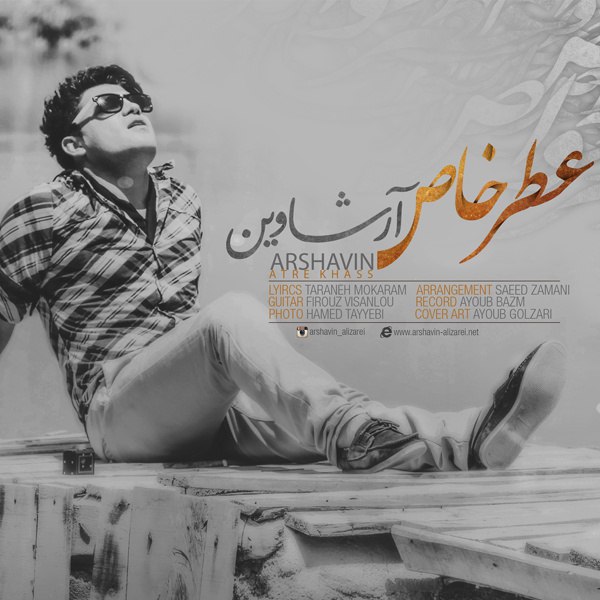 عطر خاص
آرشاوین
ARSHAVIN
ATRE KHASS
LYIRCS TARANEH MOKARAM ARRANGEMENT SAEED ZAMANI
GUITAR FIROUZ VISANLOU RECORD AYOUB BAZM
PHOTO HAMED TAYYEBI COVER ART AYOUB GOLZARI
arshavin_alizarei www.arshavin-alizarei.net